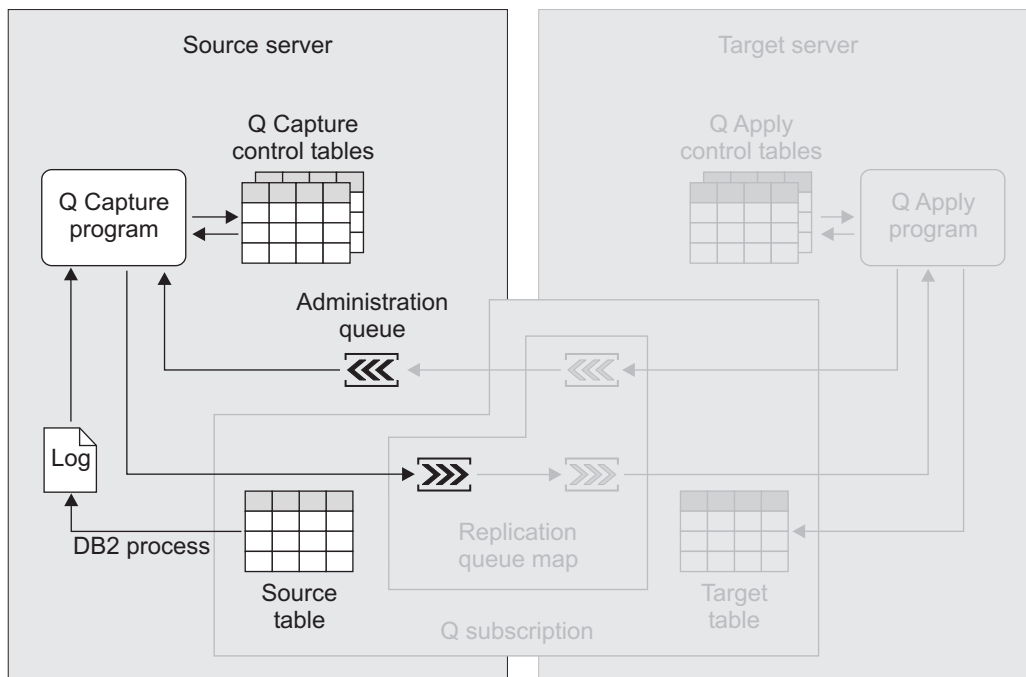 Source server
Target server
Q Capture
control tables
Q Apply
control tables
Q Capture
program
Q Apply
program
Administration
queue
Log
DB2 process
Replication
queue map
Source
table
Target
table
Q subscription